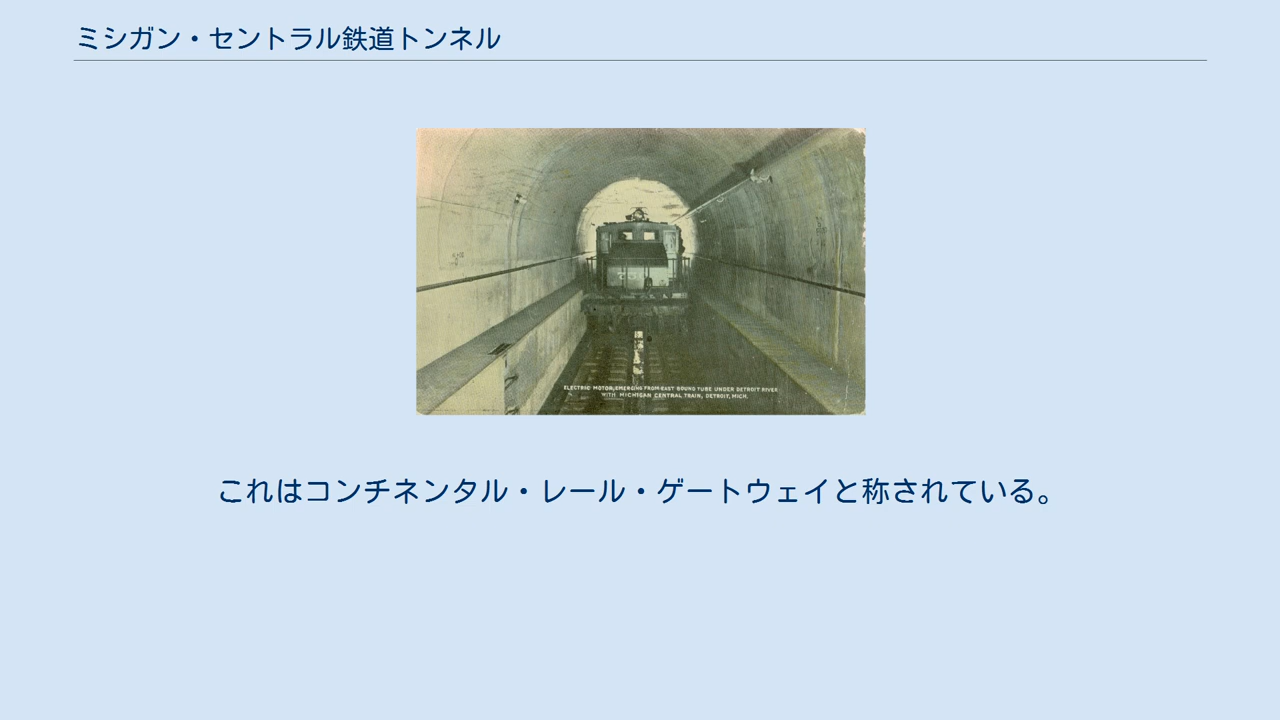 ミシガン・セントラル鉄道トンネル
ELECTRIC MOTOR, EMERGING FROM EAST BOUND TUBE UNDER DETROIT RIVER
WITH MICHIGAN CENTRAL TRAIN, DETROIT, MICH.
これはコンチネンタル・レール・ゲートウェイと称されている。